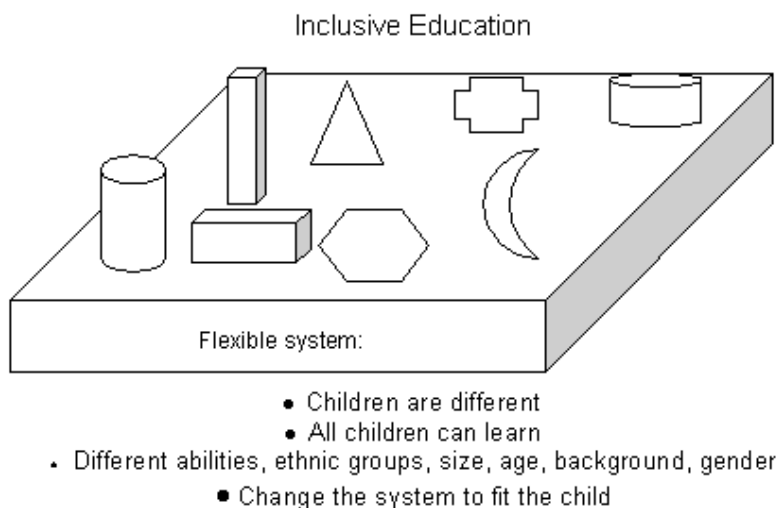 Inclusive Education
Flexible system:
• Children are different
• All children can learn
• Different abilities, ethnic groups, size, age, background, gender
• Change the system to fit the child